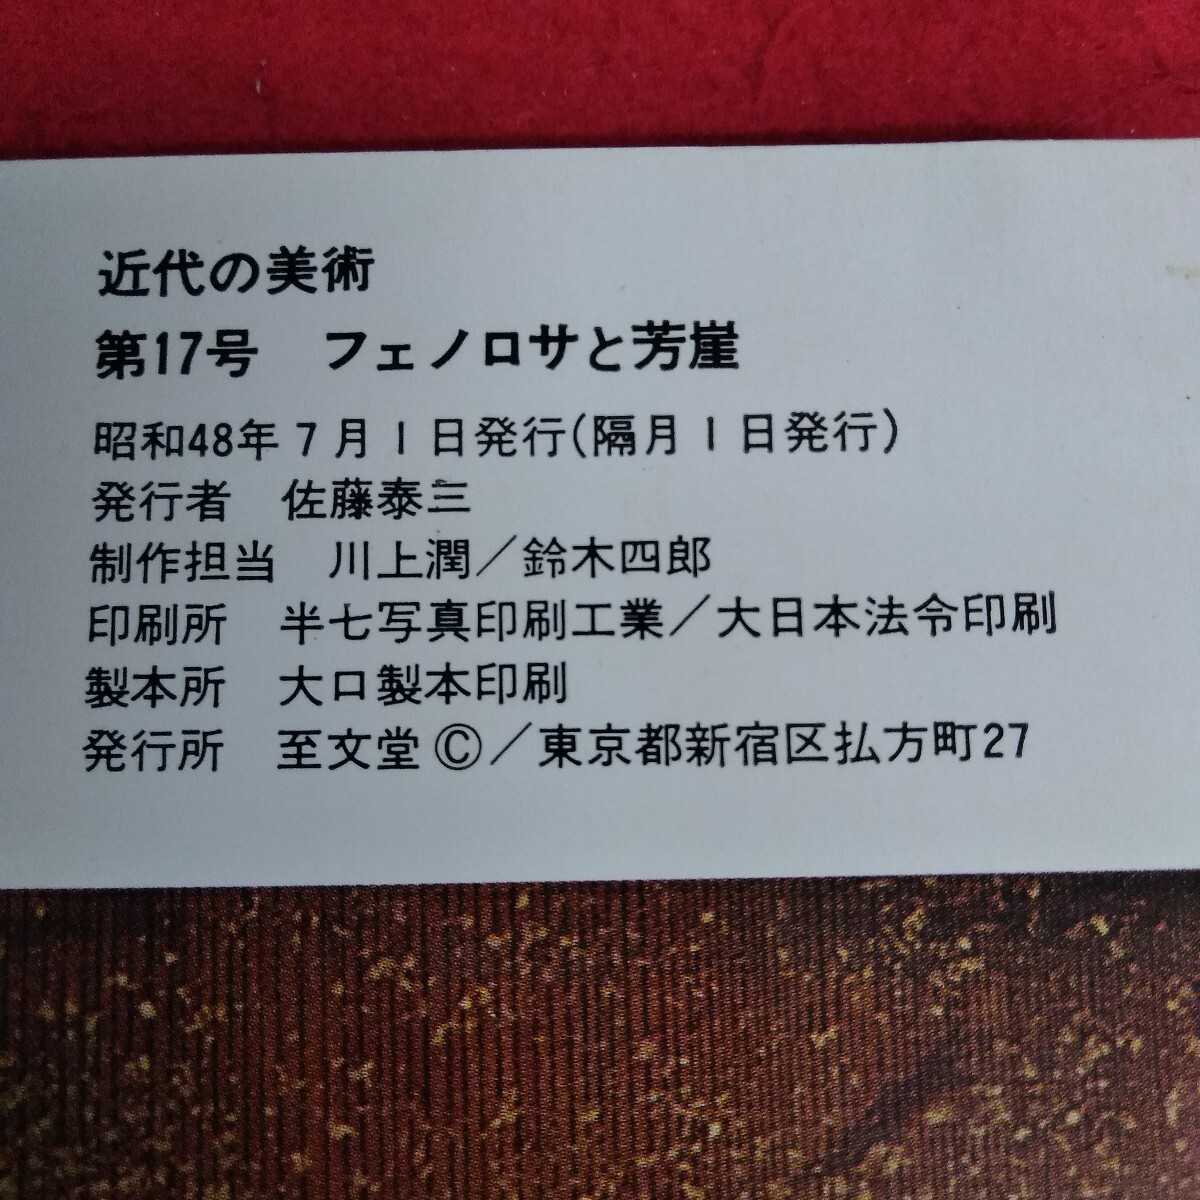 近代の美術
第17号　フェノロサと芳崖
昭和48年7月1日発行(隔月1日発行)
発行者　佐藤泰三
制作担当　川上潤／鈴木四郎
印刷所　半七写真印刷工業／大日本法令印刷
製本所　大口製本印刷
発行所　至文堂©／東京都新宿区払方町27